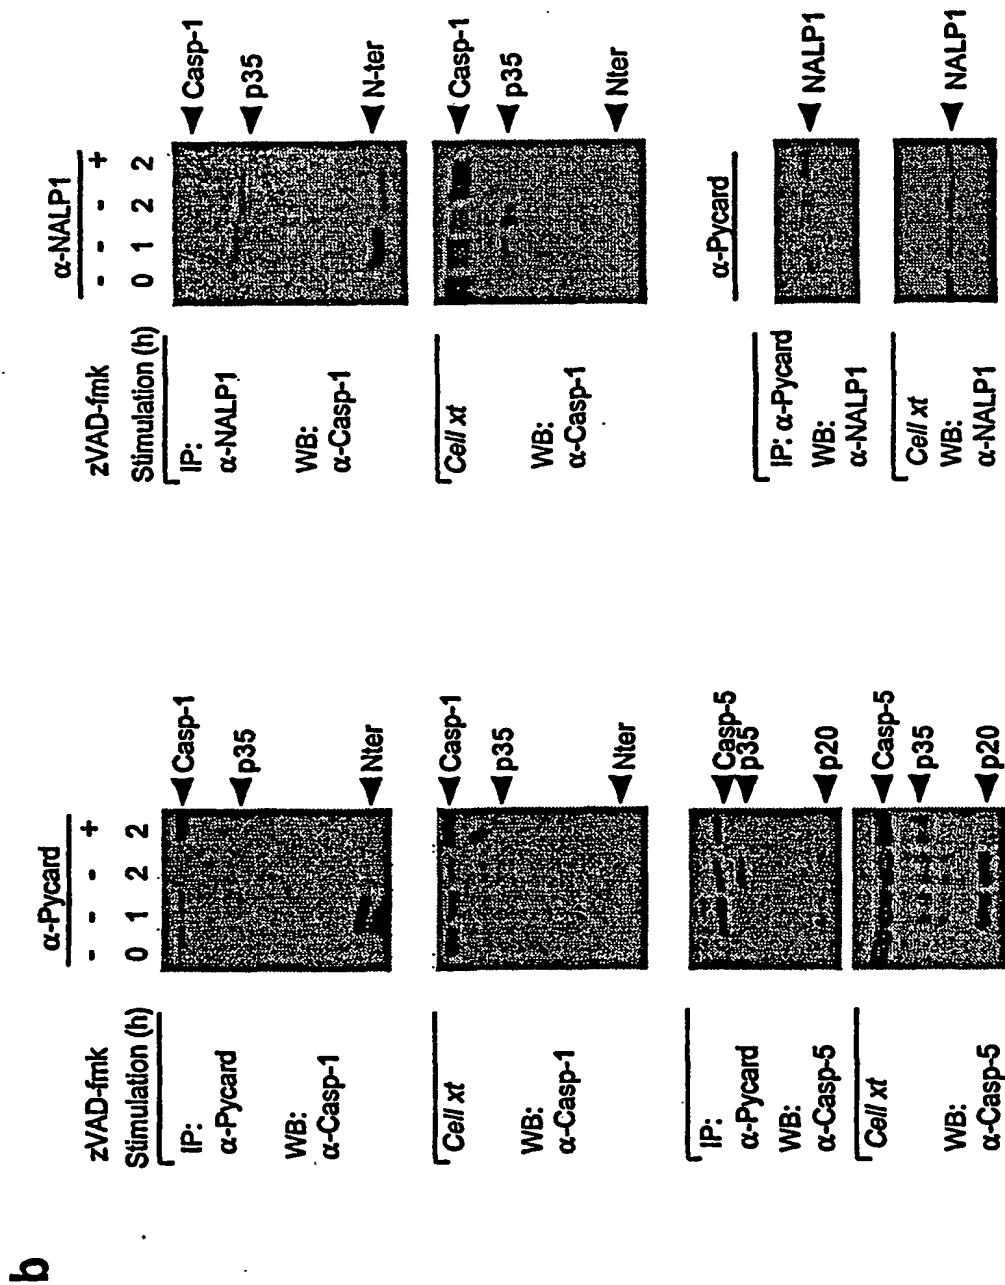 b
α-Pycard
zVAD-fmk - - - +
Stimulation (h) 0 1 2 2
IP:
α-Pycard
WB:
α-Casp-1
Casp-1
p35
Nter
Cell xt
WB:
α-Casp-1
Casp-1
p35
Nter
IP:
α-Pycard
WB:
α-Casp-5
Casp-5
p35
p20
Cell xt
WB:
α-Casp-5
Casp-5
p35
p20
α-NALP1
zVAD-fmk - - - +
Stimulation (h) 0 1 2 2
IP:
α-NALP1
WB:
α-Casp-1
Casp-1
p35
N-ter
Cell xt
WB:
α-Casp-1
Casp-1
p35
Nter
α-Pycard
IP: α-Pycard
WB:
α-NALP1
NALP1
Cell xt
WB:
α-NALP1
NALP1